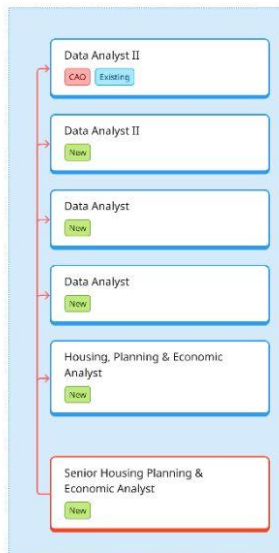 Data Analyst II
CAO Existing
Data Analyst II
New
Data Analyst
New
Data Analyst
New
Housing, Planning & Economic
Analyst
New
Senior Housing Planning &
Economic Analyst
New